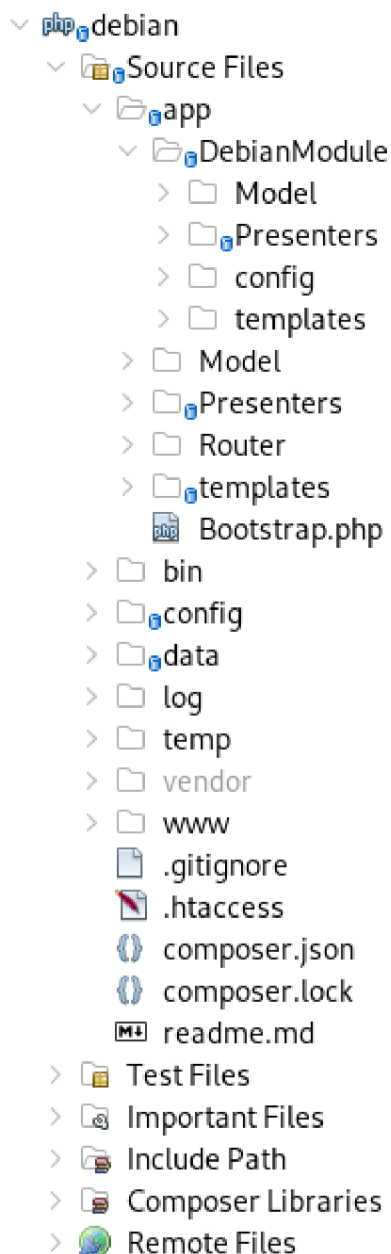 debian
Source Files
app
DebianModule
Model
Presenters
config
templates
Model
Presenters
Router
templates
Bootstrap.php
bin
config
data
log
temp
vendor
www
.gitignore
.htaccess
composer.json
composer.lock
readme.md
Test Files
Important Files
Include Path
Composer Libraries
Remote Files